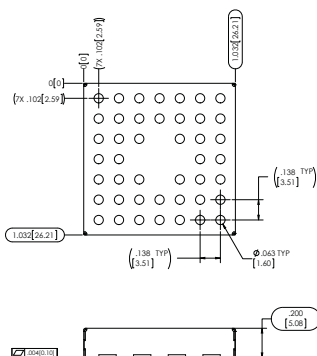 0[0]
(7X .102[2.59])
1.032[26.21]
0[0]
(7X .102[2.59])
(.138 TYP)
[3.51]
1.032[26.21]
(.138 TYP)
[3.51]
Ø.063 TYP
[1.60]
.200
[5.08]
.004[0.10]